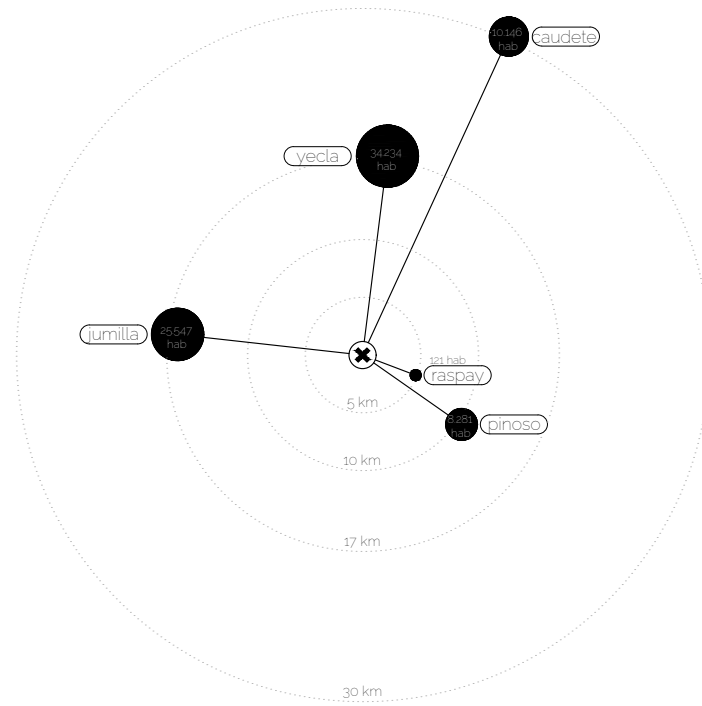 10.146
hab
caudete
yecla
34.234
hab
jumilla
25.547
hab
121 hab
raspay
8.281
hab
pinoso
5 km
10 km
17 km
30 km